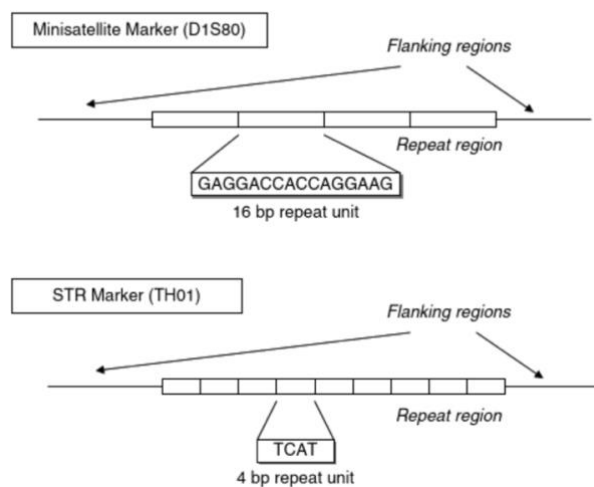 Minisatellite Marker (D1S80)
Flanking regions
Repeat region
GAGGACCACCAGGAAG
16 bp repeat unit
STR Marker (TH01)
Flanking regions
Repeat region
TCAT
4 bp repeat unit